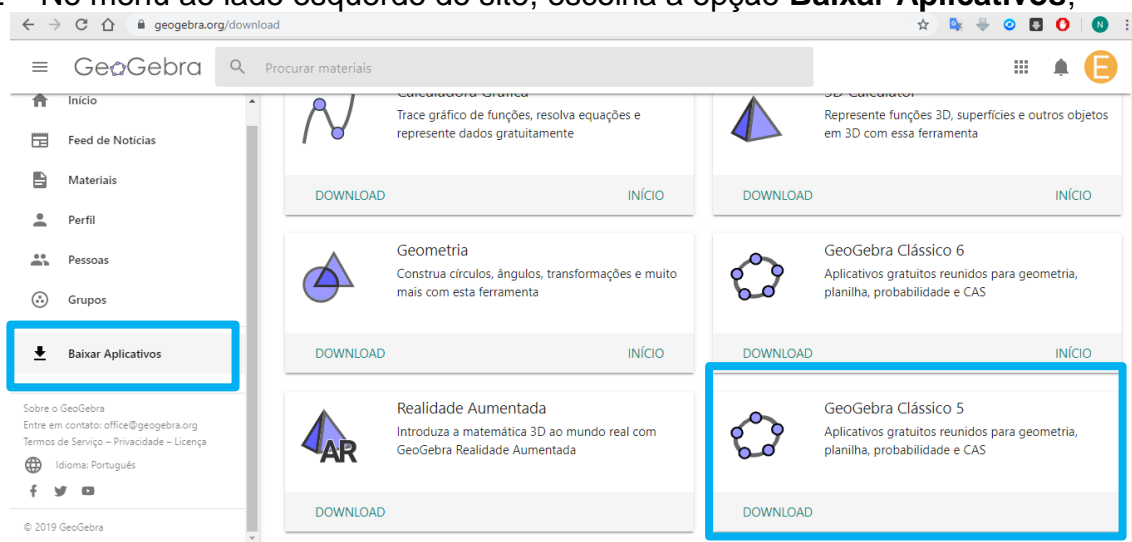 No menu ao lado esquerdo do site, escolha a opção Baixar Aplicativos;
geogebra.org/download
N
GeoGebra
Procurar materiais
E
Início
Feed de Notícias
Materiais
Perfil
Pessoas
Grupos
Baixar Aplicativos
Sobre o GeoGebra
Entre em contato: office@geogebra.org
Termos de Serviço – Privacidade – Licença
Idioma: Português
© 2019 GeoGebra
Calculadora Gráfica
Trace gráfico de funções, resolva equações e
represente dados gratuitamente
DOWNLOAD INÍCIO
3D Calculator
Represente funções 3D, superfícies e outros objetos
em 3D com essa ferramenta
DOWNLOAD INÍCIO
Geometria
Construa círculos, ângulos, transformações e muito
mais com esta ferramenta
DOWNLOAD INÍCIO
GeoGebra Clássico 6
Aplicativos gratuitos reunidos para geometria,
planilha, probabilidade e CAS
DOWNLOAD INÍCIO
AR
Realidade Aumentada
Introduza a matemática 3D ao mundo real com
GeoGebra Realidade Aumentada
DOWNLOAD
GeoGebra Clássico 5
Aplicativos gratuitos reunidos para geometria,
planilha, probabilidade e CAS
DOWNLOAD